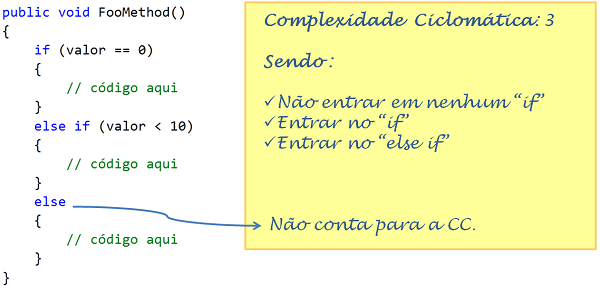 public void FooMethod()
{
if (valor == 0)
{
// código aqui
}
else if (valor < 10)
{
// código aqui
}
else
{
// código aqui
}
}
Complexidade Ciclomática: 3
Sendo:
✓Não entrar em nenhum “if”
✓Entrar no “if”
✓Entrar no “else if”
Não conta para a CC.